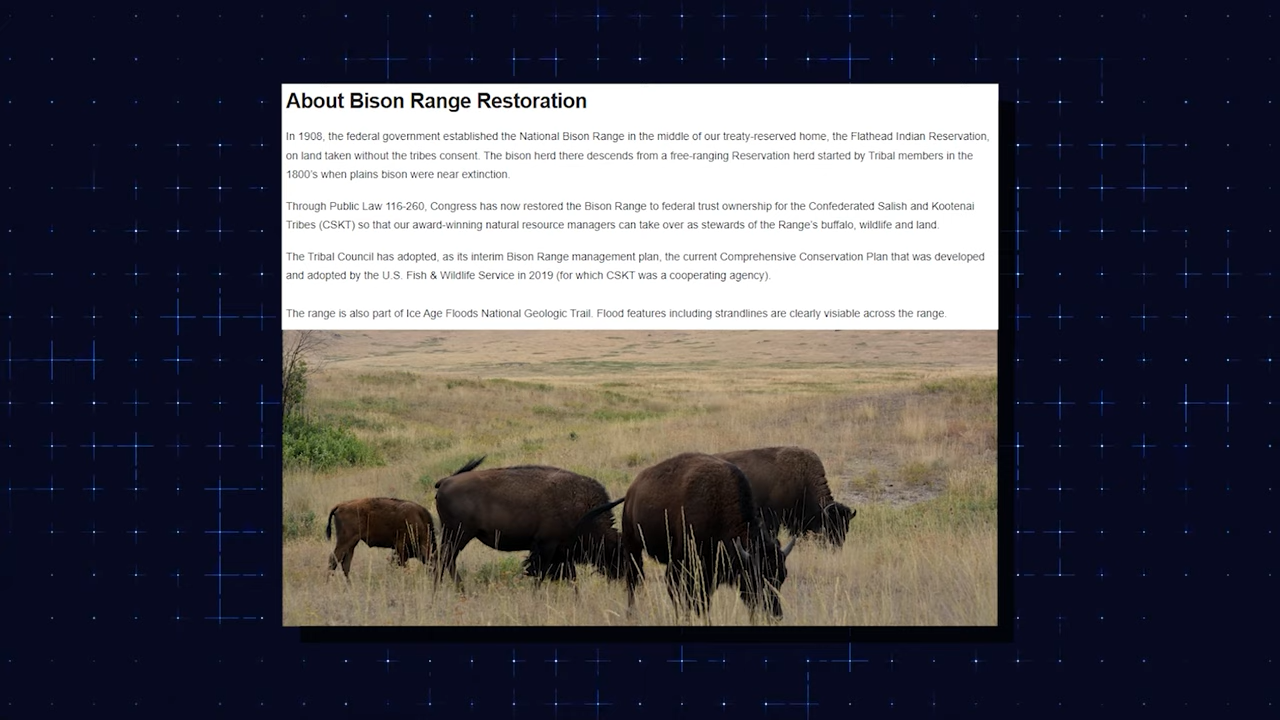 About Bison Range Restoration
In 1908, the federal government established the National Bison Range in the middle of our treaty-reserved home, the Flathead Indian Reservation,
on land taken without the tribes consent. The bison herd there descends from a free-ranging Reservation herd started by Tribal members in the
1800's when plains bison were near extinction.
Through Public Law 116-260, Congress has now restored the Bison Range to federal trust ownership for the Confederated Salish and Kootenai
Tribes (CSKT) so that our award-winning natural resource managers can take over as stewards of the Range's buffalo, wildlife and land.
The Tribal Council has adopted, as its interim Bison Range management plan, the current Comprehensive Conservation Plan that was developed
and adopted by the U.S. Fish & Wildlife Service in 2019 (for which CSKT was a cooperating agency).
The range is also part of Ice Age Floods National Geologic Trail. Flood features including strandlines are clearly visiable across the range.